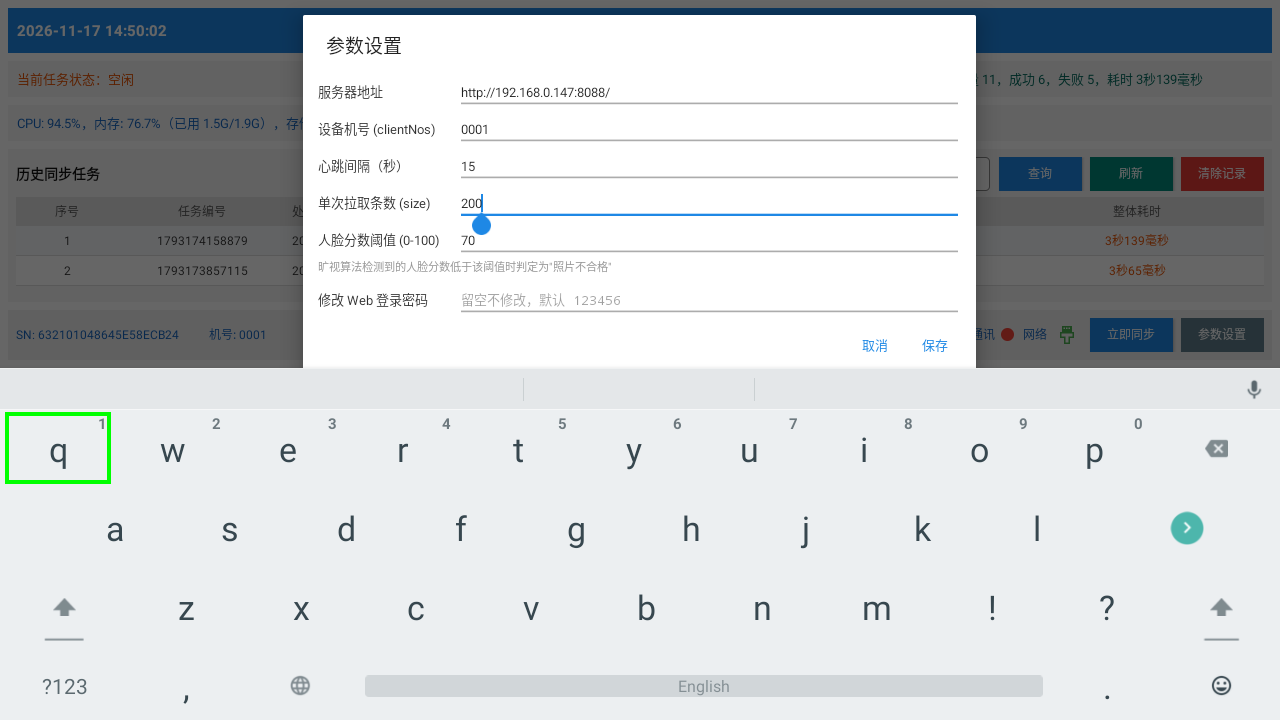 2026-11-17 14:50:02
参数设置
当前任务状态：空闲
11，成功 6，失败 5，耗时 3秒139毫秒
服务器地址 http://192.168.0.147:8088/
CPU: 94.5%，内存: 76.7%（已用 1.5G/1.9G），存
设备机号 (clientNos) 0001
心跳间隔（秒） 15
历史同步任务
查询 刷新 清除记录
单次拉取条数 (size) 200
序号 任务编号 处 整体耗时
人脸分数阈值 (0-100) 70
1 1793174158879 20 3秒139毫秒
旷视算法检测到的人脸分数低于该阈值时判定为"照片不合格"
2 1793173857115 20 3秒65毫秒
修改 Web 登录密码 留空不修改，默认 123456
SN: 632101048645E58ECB24 机号: 0001
通讯 网络 立即同步 参数设置
取消 保存
1 2 3 4 5 6 7 8 9 0
q w e r t y u i o p
a s d f g h j k l
z x c v b n m ! ?
?123 , English .